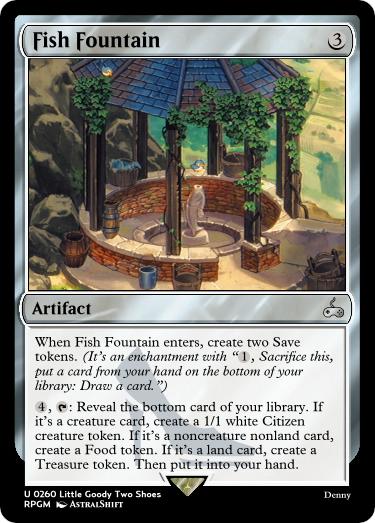 Fish Fountain 3
Artifact
When Fish Fountain enters, create two Save
tokens. (It's an enchantment with "1, Sacrifice this,
put a card from your hand on the bottom of your
library: Draw a card.")
4, T: Reveal the bottom card of your library. If
it's a creature card, create a 1/1 white Citizen
creature token. If it's a noncreature nonland card,
create a Food token. If it's a land card, create a
Treasure token. Then put it into your hand.
U 0260 Little Goody Two Shoes
RPGM AstralShift
Denny